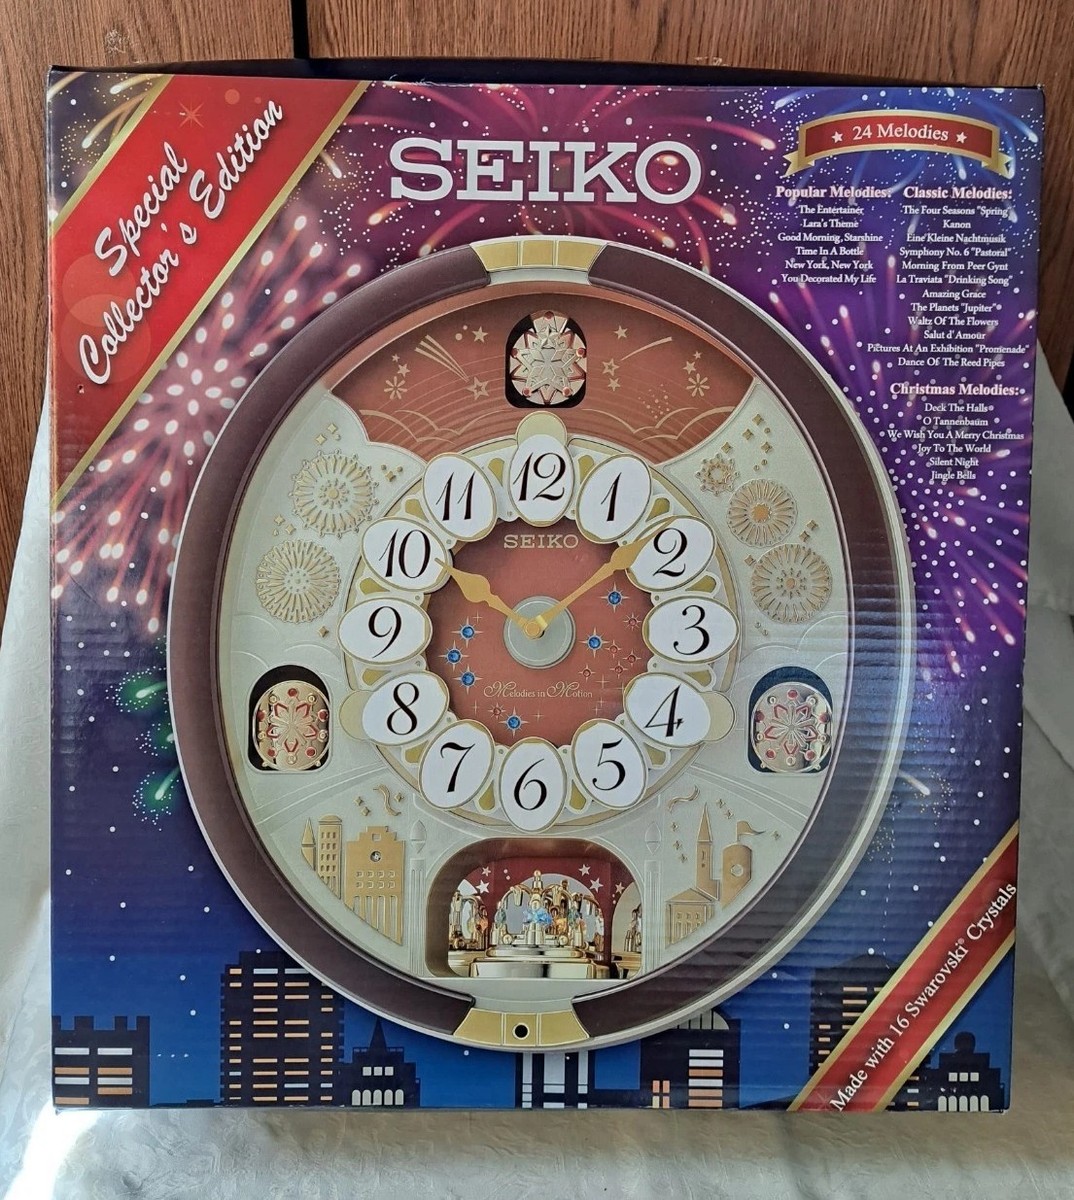 Special
Collector's Edition
SEIKO
24 Melodies
Popular Melodies:
The Entertainer
Lara's Theme
Good Morning, Starshine
Time In A Bottle
New York, New York
You Decorated My Life
Classic Melodies:
The Four Seasons "Spring"
Kanon
Eine Kleine Nachtmusik
Symphony No. 6 "Pastoral"
Morning From Peer Gynt
La Traviata "Drinking Song"
Amazing Grace
The Planets "Jupiter"
Waltz Of The Flowers
Salut d'Amour
Pictures At An Exhibition "Promenade"
Dance Of The Reed Pipes
Christmas Melodies:
Deck The Halls
O Tannenbaum
We Wish You A Merry Christmas
Joy To The World
Silent Night
Jingle Bells
12
1
2
3
4
5
6
7
8
9
10
11
SEIKO
Melodies in Motion
Made with 16 Swarovski® Crystals